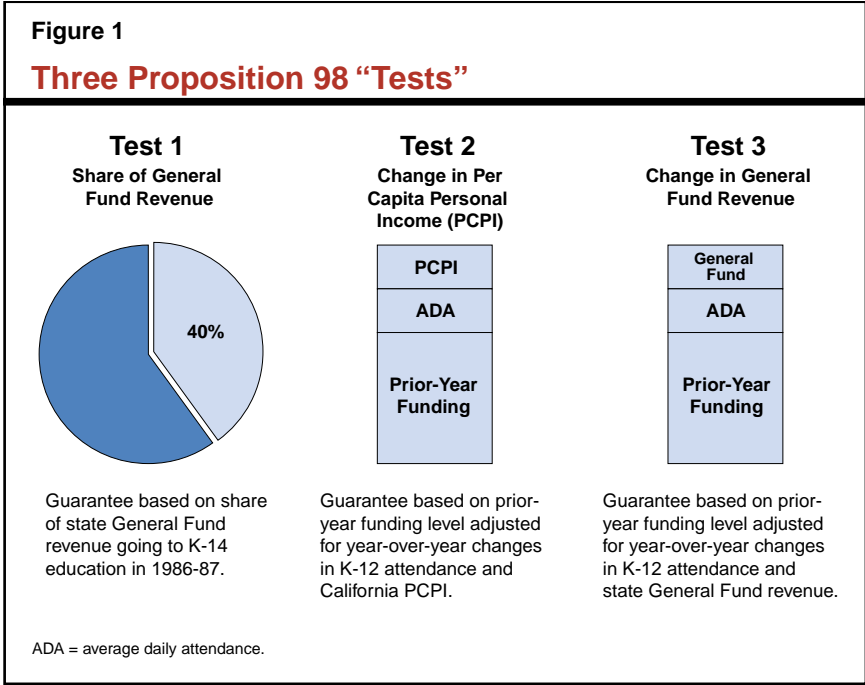 Figure 1
Three Proposition 98 “Tests”
Test 1
Share of General
Fund Revenue
40%
Guarantee based on share
of state General Fund
revenue going to K-14
education in 1986-87.
Test 2
Change in Per
Capita Personal
Income (PCPI)
PCPI
ADA
Prior-Year
Funding
Guarantee based on prior-
year funding level adjusted
for year-over-year changes
in K-12 attendance and
California PCPI.
Test 3
Change in General
Fund Revenue
General
Fund
ADA
Prior-Year
Funding
Guarantee based on prior-
year funding level adjusted
for year-over-year changes
in K-12 attendance and
state General Fund revenue.
ADA = average daily attendance.